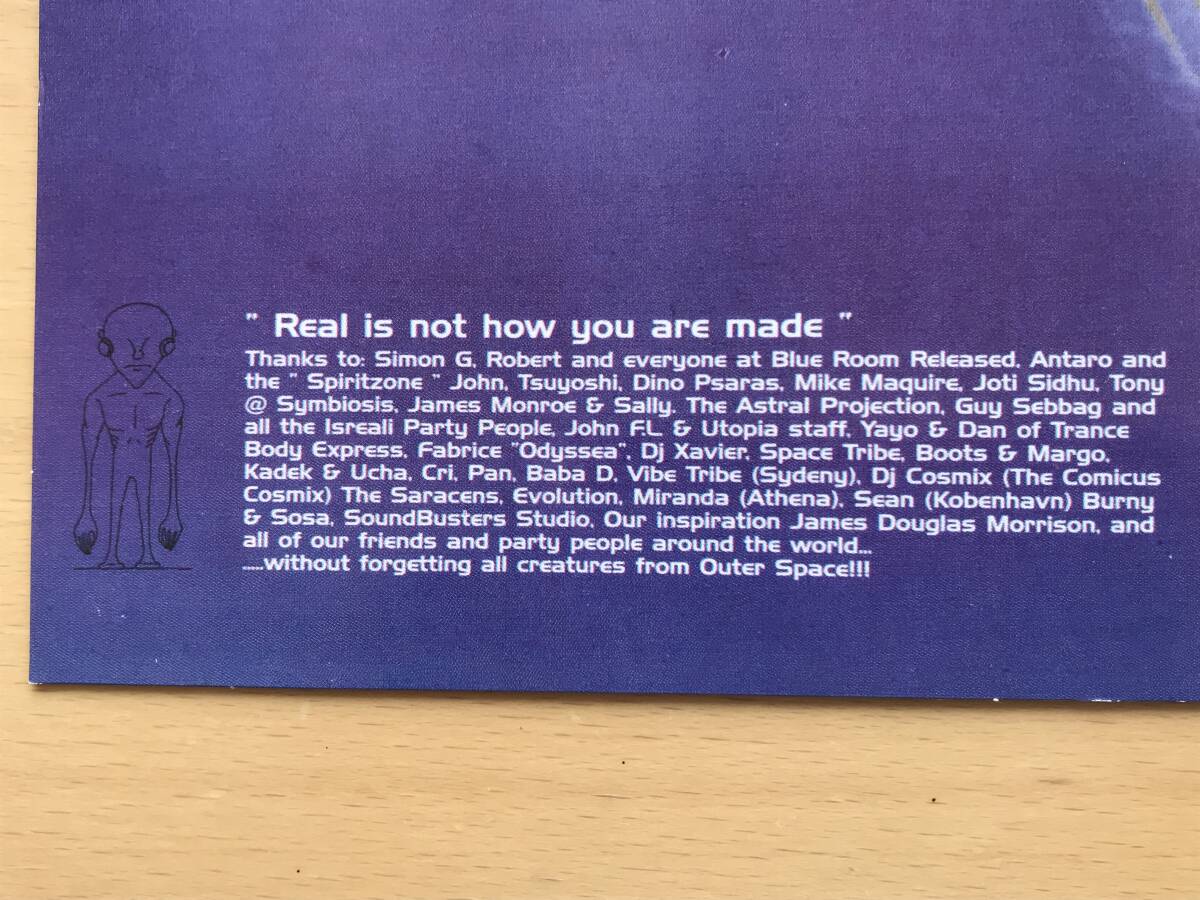 " Real is not how you are made "
Thanks to: Simon G, Robert and everyone at Blue Room Released, Antaro and
the " Spiritzone " John, Tsuyoshi, Dino Psaras, Mike Maquire, Joti Sidhu, Tony
@ Symbiosis, James Monroe & Sally. The Astral Projection, Guy Sebbag and
all the Isreali Party People, John F.L & Utopia staff, Yayo & Dan of Trance
Body Express, Fabrice "Odyssea", Dj Xavier. Space Tribe, Boots & Margo,
Kadek & Ucha, Cri, Pan, Baba D, Vibe Tribe (Sydeny), Dj Cosmix (The Comicus
Cosmix) The Saracens, Evolution, Miranda (Athena), Sean (Kobenhavn) Burny
& Sosa, SoundBusters Studio, Our inspiration James Douglas Morrison, and
all of our friends and party people around the world...
.....without forgetting all creatures from Outer Space!!!